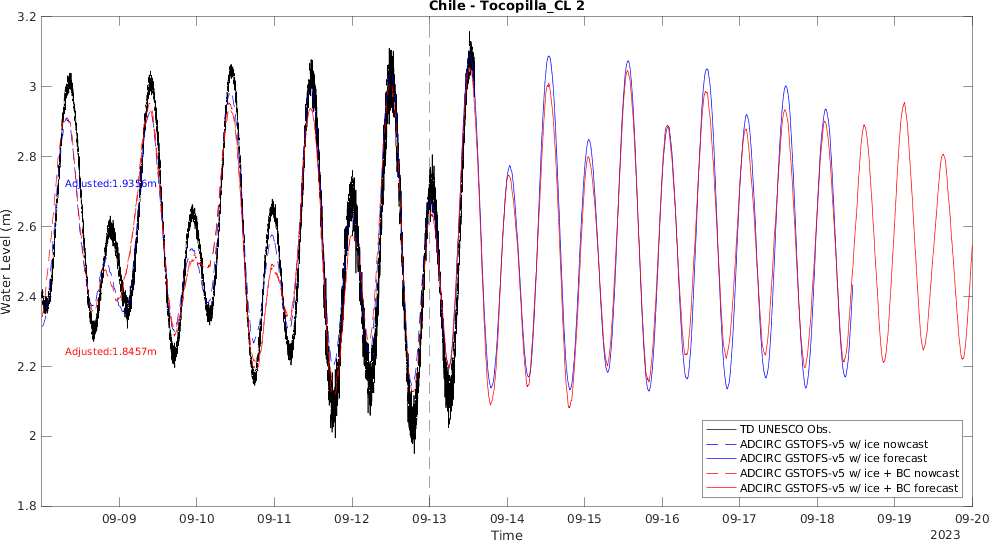 Chile - Tocopilla_CL 2
3.2
3
2.8
2.6
2.4
2.2
2
1.8
Water Level (m)
Adjusted:1.9356m
Adjusted:1.8457m
TD UNESCO Obs.
ADCIRC GSTOFS-v5 w/ ice nowcast
ADCIRC GSTOFS-v5 w/ ice forecast
ADCIRC GSTOFS-v5 w/ ice + BC nowcast
ADCIRC GSTOFS-v5 w/ ice + BC forecast
09-09 09-10 09-11 09-12 09-13 09-14 09-15 09-16 09-17 09-18 09-19 09-20
Time
2023